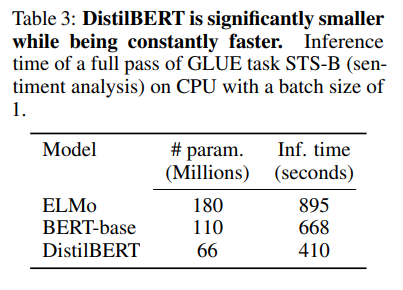 Table 3: DistilBERT is significantly smaller
while being constantly faster. Inference
time of a full pass of GLUE task STS-B (sen-
timent analysis) on CPU with a batch size of
1.
Model # param. Inf. time
(Millions) (seconds)
ELMo 180 895
BERT-base 110 668
DistilBERT 66 410